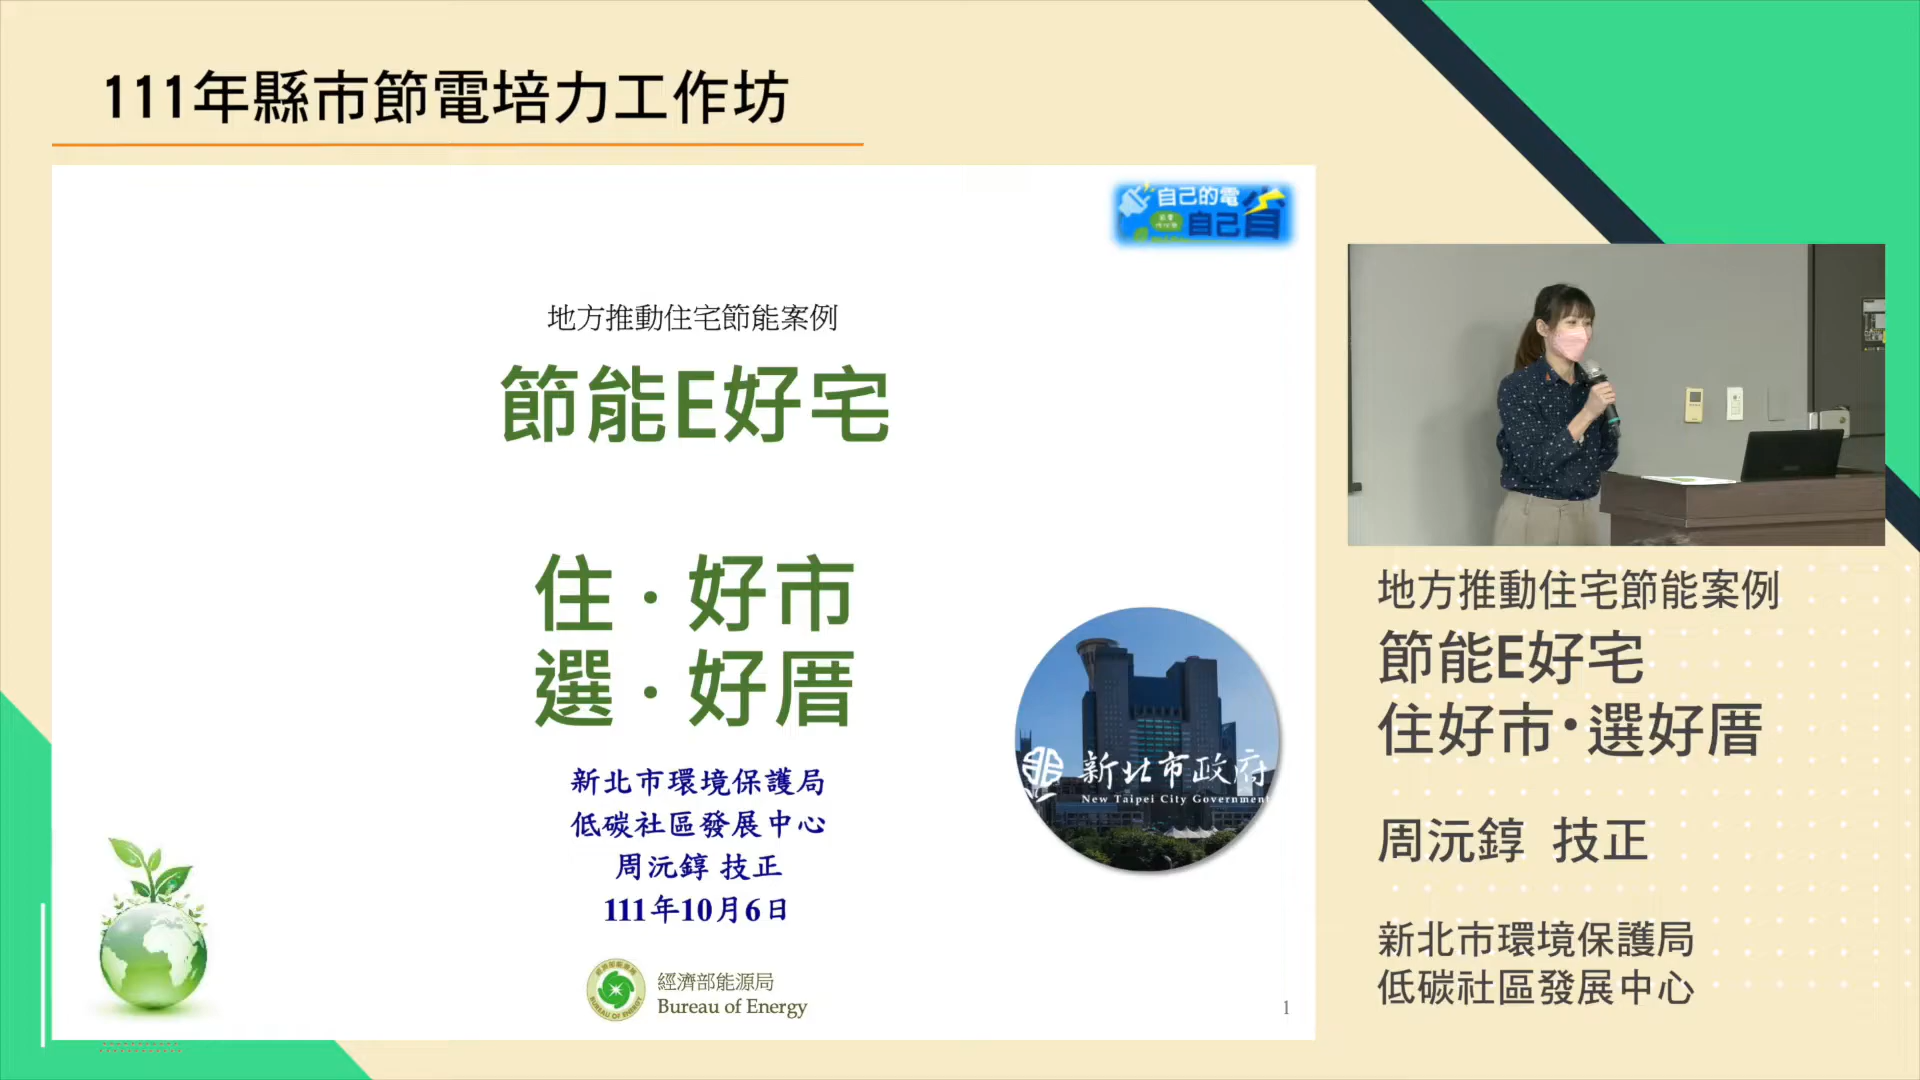 111年縣市節電培力工作坊
自己的電
自己省
地方推動住宅節能案例
節能E好宅
住·好市
選·好厝
新北市環境保護局
低碳社區發展中心
周沅錞 技正
111年10月6日
經濟部能源局
Bureau of Energy
新北市政府
New Taipei City Government
1
地方推動住宅節能案例
節能E好宅
住好市·選好厝
周沅錞 技正
新北市環境保護局
低碳社區發展中心